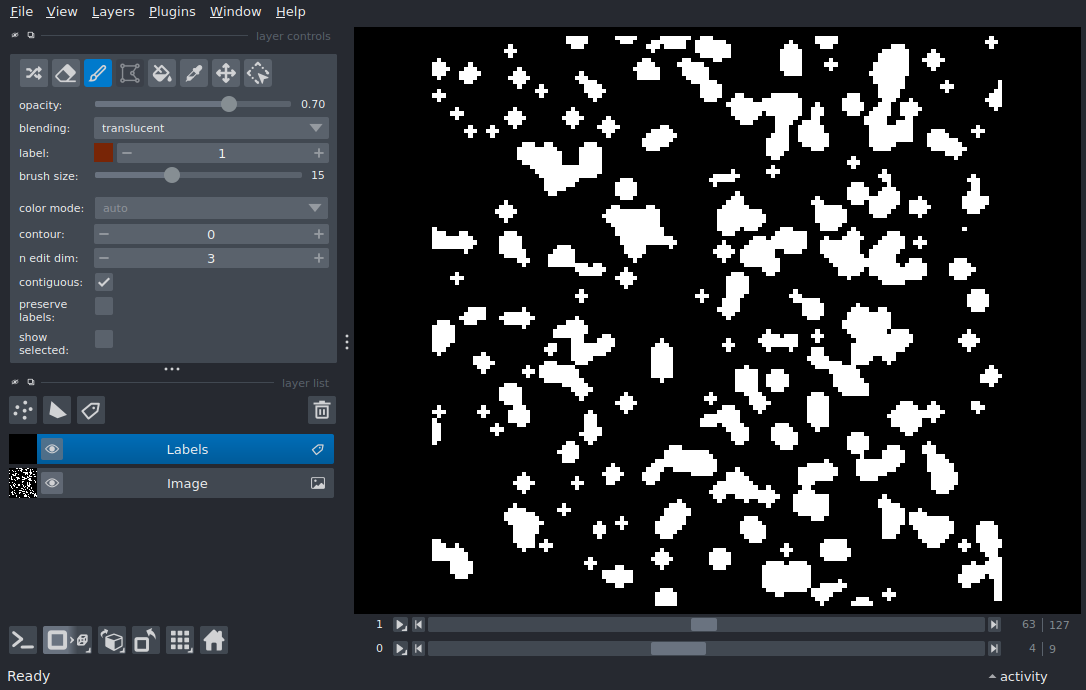 File View Layers Plugins Window Help
layer controls
opacity: 0.70
blending: translucent
label: 1
brush size: 15
color mode: auto
contour: 0
n edit dim: 3
contiguous:
preserve
labels:
show
selected:
layer list
Labels
Image
1 63 127
0 4 9
Ready activity